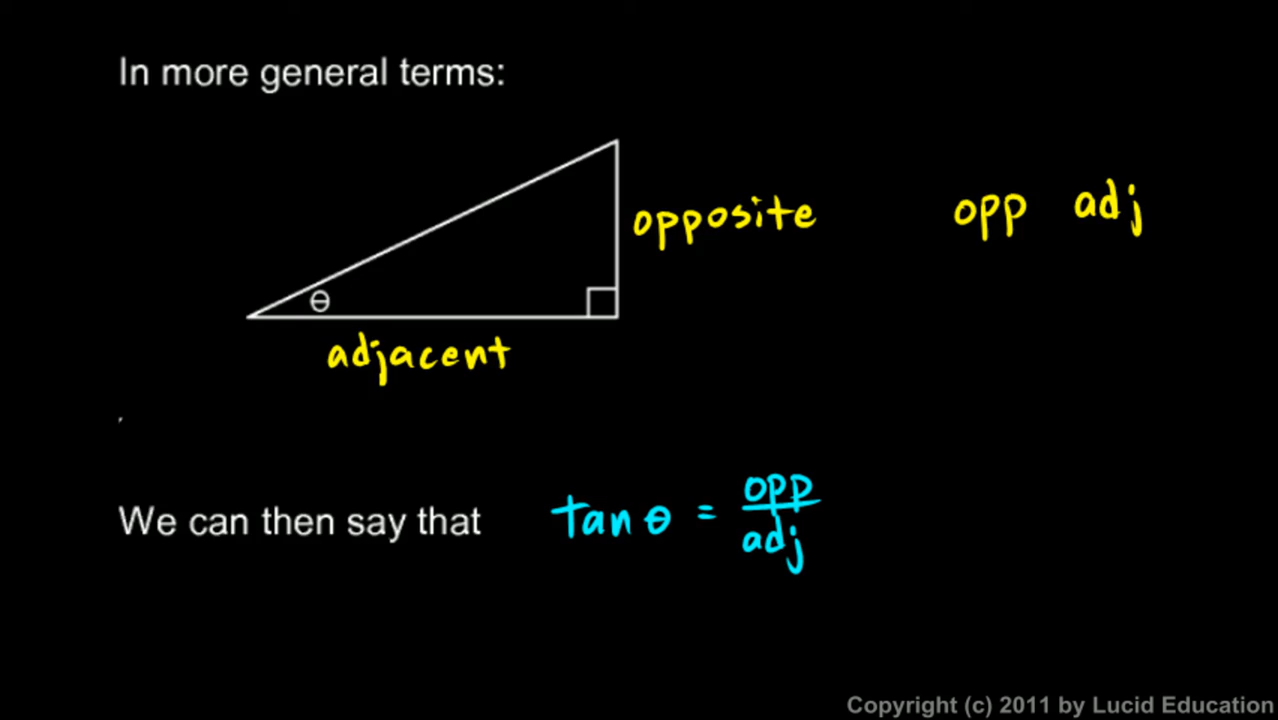 In more general terms:
opposite
opp adj
θ
adjacent
We can then say that tan θ = opp/adj
Copyright (c) 2011 by Lucid Education